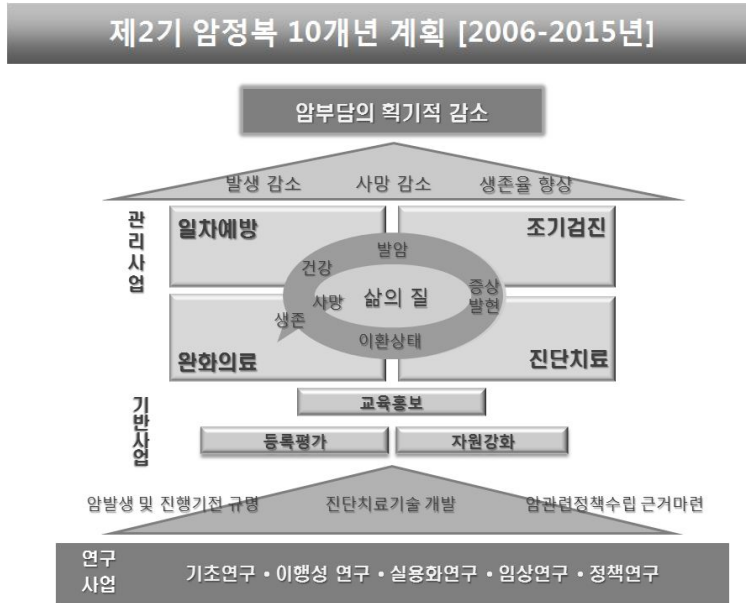 제2기 암정복 10개년 계획 [2006-2015년]
암부담의 획기적 감소
발생 감소 사망 감소 생존율 향상
관리사업
일차예방
조기검진
발암
건강
증상
발현
사망
삶의 질
생존
이환상태
완화의료
진단치료
기반사업
교육홍보
등록평가 자원강화
암발생 및 진행기전 규명 진단치료기술 개발 암관련정책수립 근거마련
연구
사업
기초연구 • 이행성 연구 • 실용화연구 • 임상연구 • 정책연구